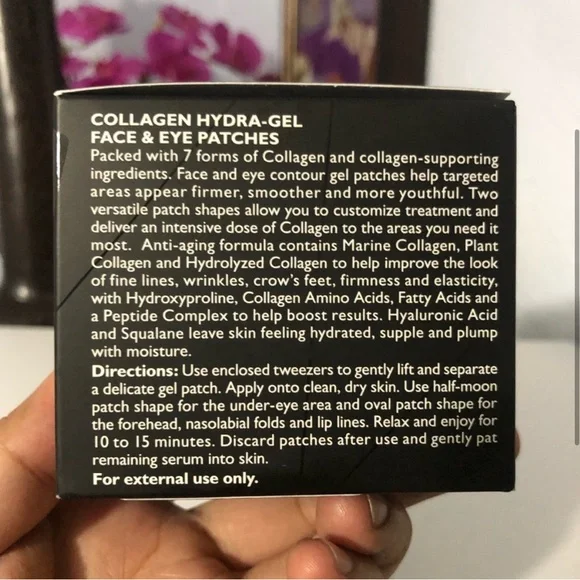 COLLAGEN HYDRA-GEL
FACE & EYE PATCHES
Packed with 7 forms of Collagen and collagen-supporting
ingredients. Face and eye contour gel patches help targeted
areas appear firmer, smoother and more youthful. Two
versatile patch shapes allow you to customize treatment and
deliver an intensive dose of Collagen to the areas you need it
most. Anti-aging formula contains Marine Collagen, Plant
Collagen and Hydrolyzed Collagen to help improve the look
of fine lines, wrinkles, crow's feet, firmness and elasticity,
with Hydroxyproline, Collagen Amino Acids, Fatty Acids and
a Peptide Complex to help boost results. Hyaluronic Acid
and Squalane leave skin feeling hydrated, supple and plump
with moisture.
Directions: Use enclosed tweezers to gently lift and separate
a delicate gel patch. Apply onto clean, dry skin. Use half-moon
patch shape for the under-eye area and oval patch shape for
the forehead, nasolabial folds and lip lines. Relax and enjoy for
10 to 15 minutes. Discard patches after use and gently pat
remaining serum into skin.
For external use only.